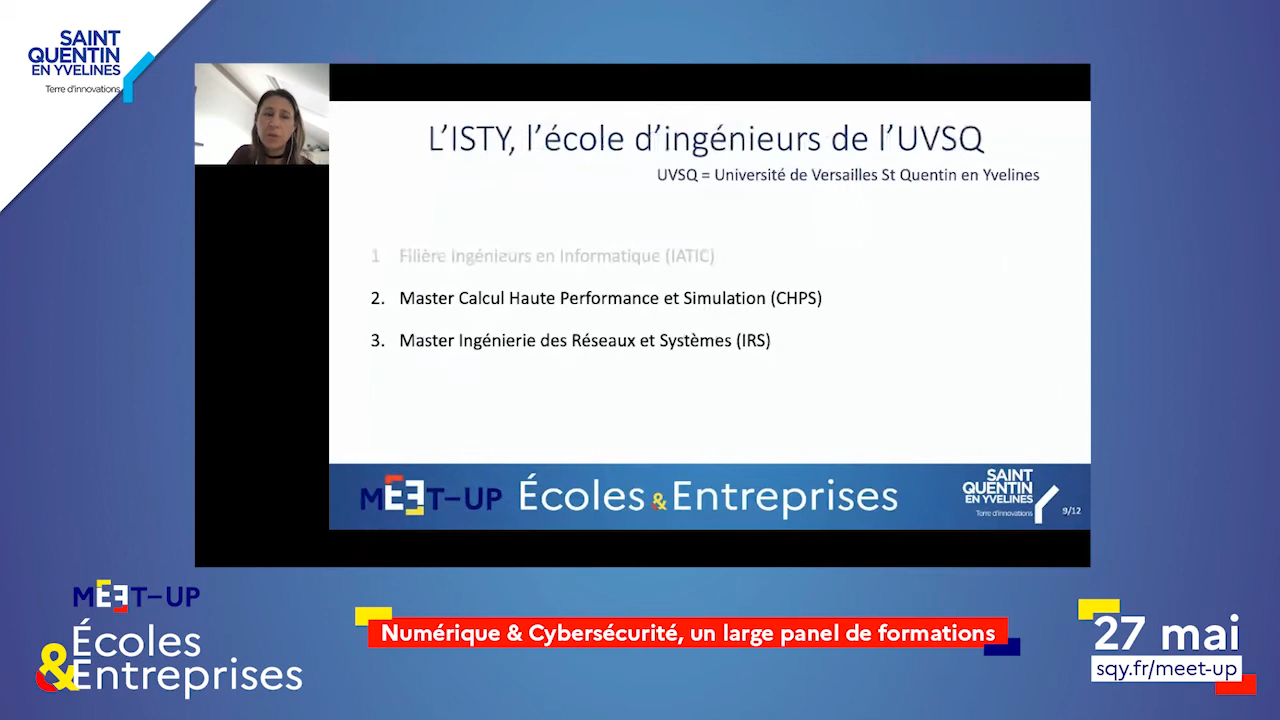 SAINT
QUENTIN
EN YVELINES
Terre d'innovations
L'ISTY, l'école d'ingénieurs de l'UVSQ
UVSQ = Université de Versailles St Quentin en Yvelines
1 Filière Ingénieurs en Informatique (IATIC)
2. Master Calcul Haute Performance et Simulation (CHPS)
3. Master Ingénierie des Réseaux et Systèmes (IRS)
MEET-UP Écoles & Entreprises
SAINT
QUENTIN
EN YVELINES
Terre d'innovations
9/12
MEET-UP
Écoles
&Entreprises
Numérique & Cybersécurité, un large panel de formations
27 mai
sqy.fr/meet-up